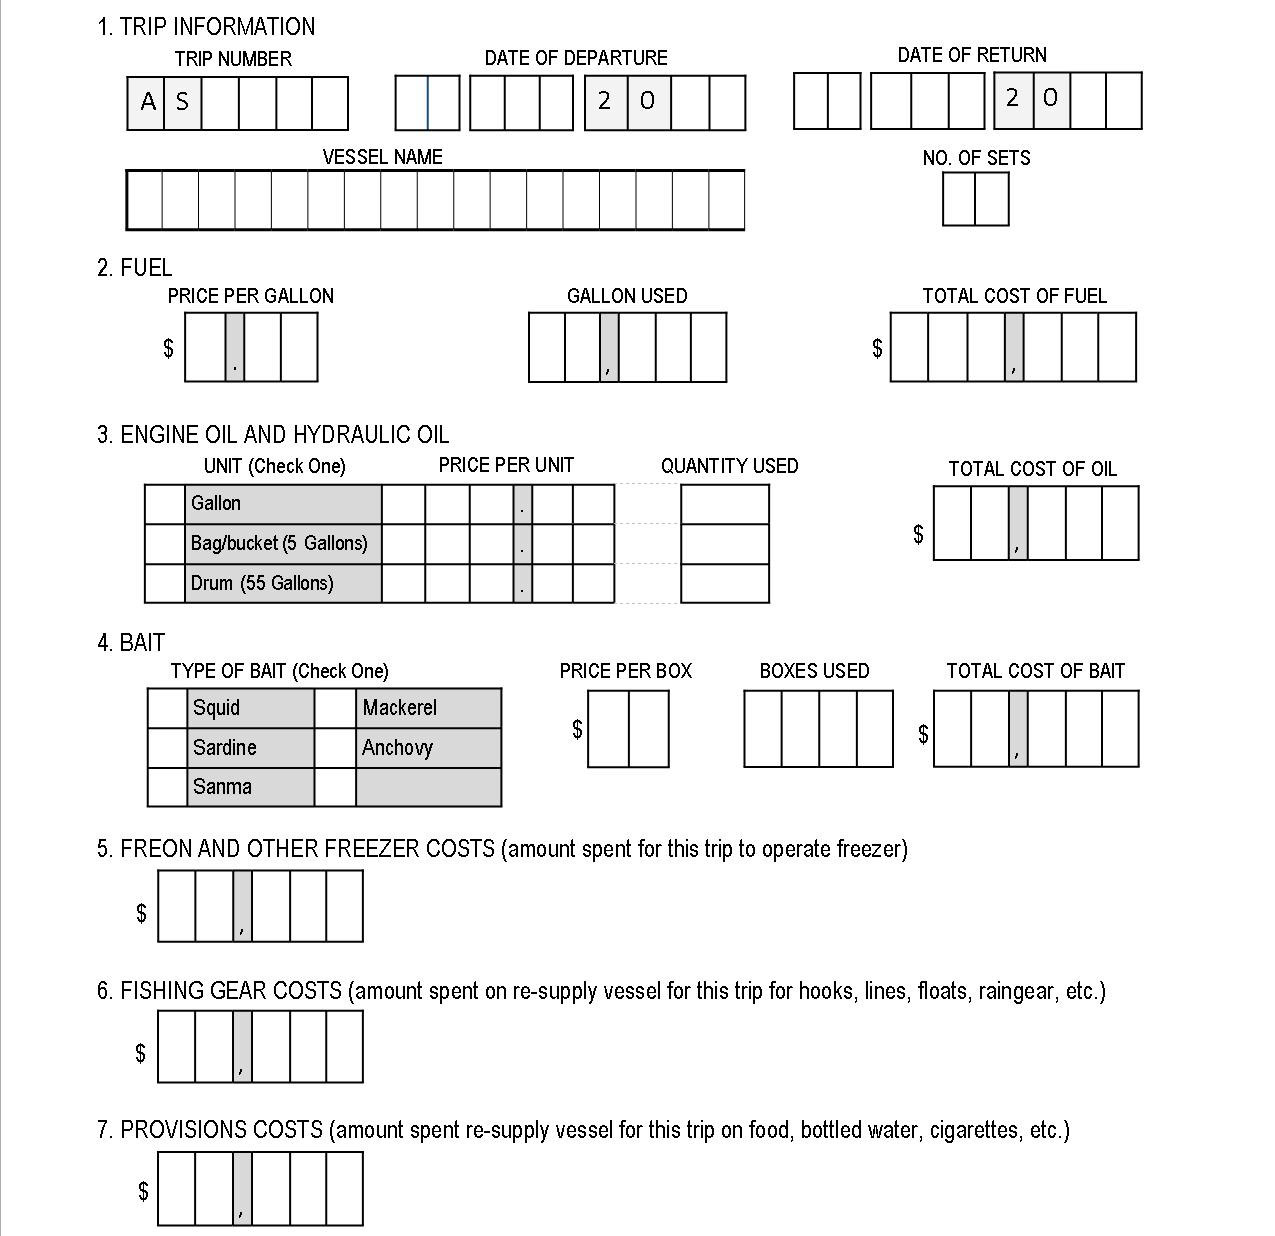 1. TRIP INFORMATION
TRIP NUMBER DATE OF DEPARTURE DATE OF RETURN
A S 2 0 2 0
VESSEL NAME NO. OF SETS
2. FUEL
PRICE PER GALLON GALLON USED TOTAL COST OF FUEL
$ . , $ ,
3. ENGINE OIL AND HYDRAULIC OIL
UNIT (Check One) PRICE PER UNIT QUANTITY USED TOTAL COST OF OIL
Gallon .
Bag/bucket (5 Gallons) . $ ,
Drum (55 Gallons) .
4. BAIT
TYPE OF BAIT (Check One) PRICE PER BOX BOXES USED TOTAL COST OF BAIT
Squid Mackerel
Sardine Anchovy $ $ ,
Sanma
5. FREON AND OTHER FREEZER COSTS (amount spent for this trip to operate freezer)
$ ,
6. FISHING GEAR COSTS (amount spent on re-supply vessel for this trip for hooks, lines, floats, raingear, etc.)
$ ,
7. PROVISIONS COSTS (amount spent re-supply vessel for this trip on food, bottled water, cigarettes, etc.)
$ ,